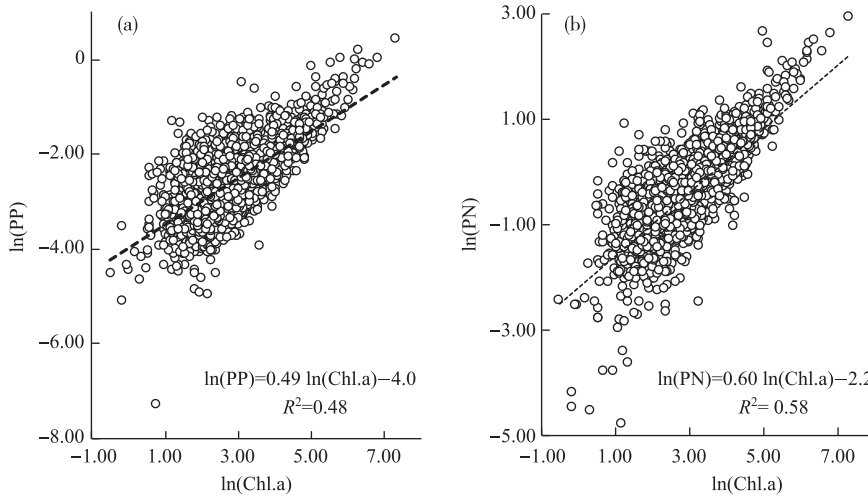 (a)
0
−2.00
−4.00
−6.00
−8.00
ln(PP)
ln(PP)=0.49 ln(Chl.a)−4.0
R²=0.48
−1.00 1.00 3.00 5.00 7.00
ln(Chl.a)
(b)
3.00
1.00
−1.00
−3.00
−5.00
ln(PN)
ln(PN)=0.60 ln(Chl.a)−2.2
R²= 0.58
−1.00 1.00 3.00 5.00 7.00
ln(Chl.a)